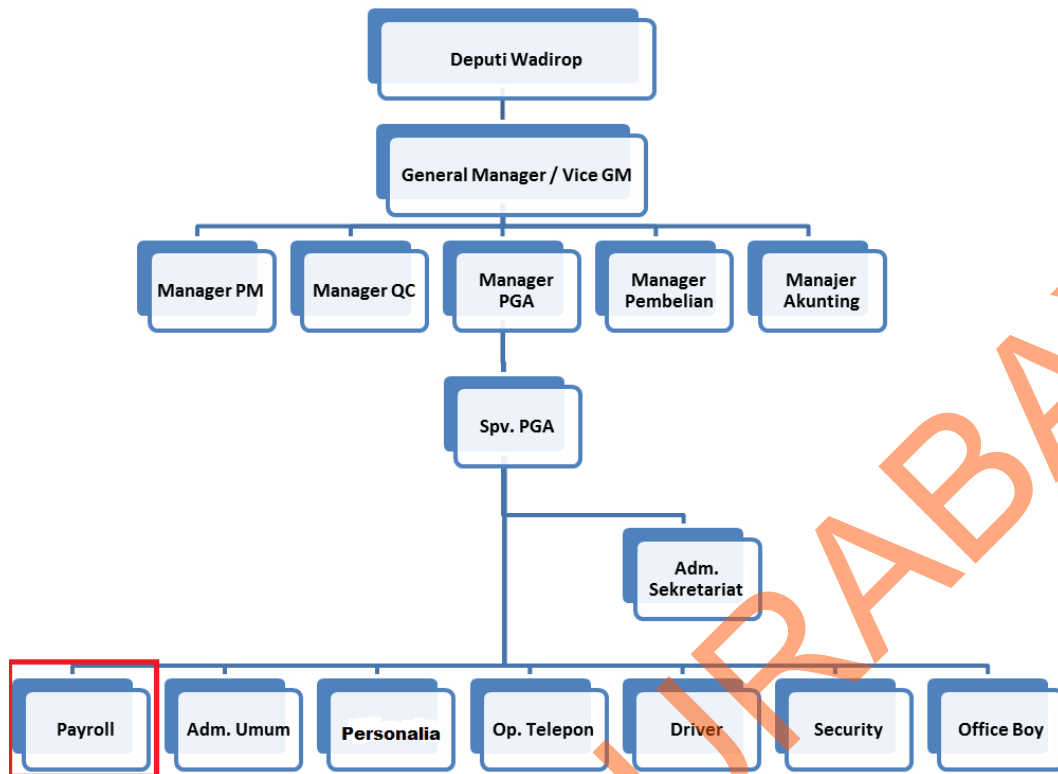 Deputi Wadirop
General Manager / Vice GM
Manager PM
Manager QC
Manager
PGA
Manager
Pembelian
Manajer
Akunting
Spv. PGA
Adm.
Sekretariat
Payroll
Adm. Umum
Personalia
Op. Telepon
Driver
Security
Office Boy